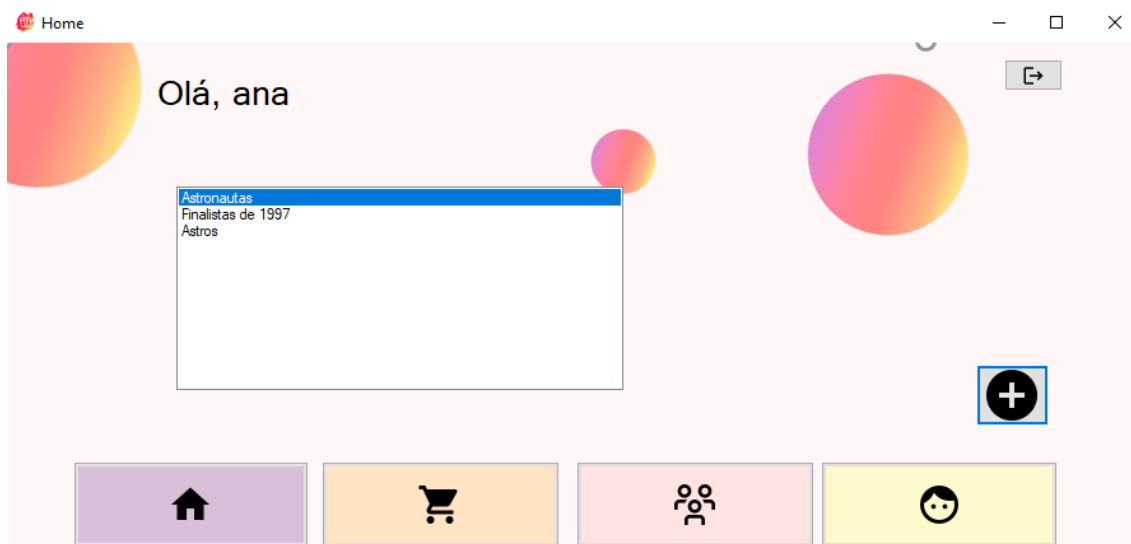 Home
Olá, ana
Astronautas
Finalistas de 1997
Astros